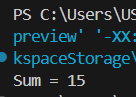 PS C:\Users\US
preview' '-XX:
kspaceStorage\
Sum = 15